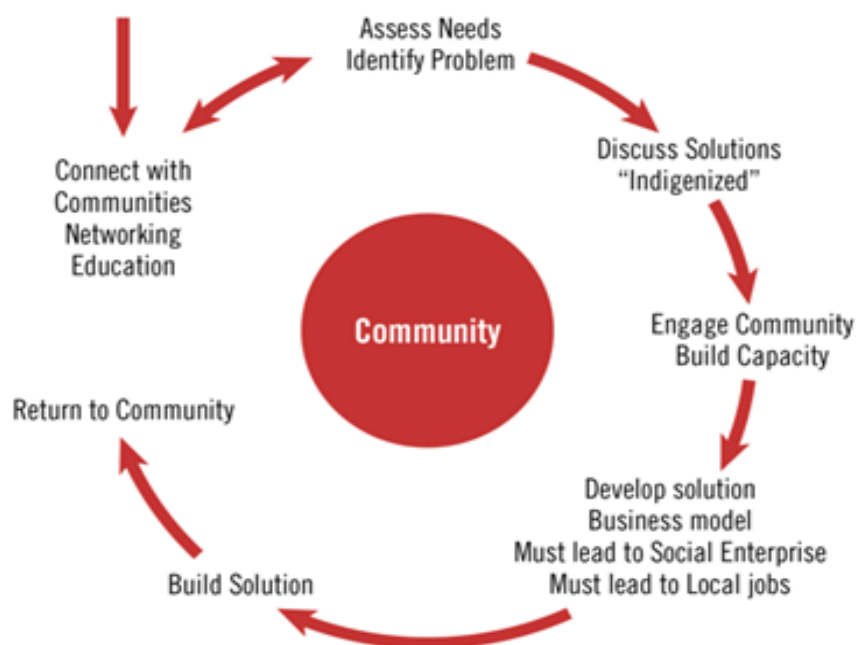 Assess Needs
Identify Problem
Discuss Solutions
“Indigenized”
Engage Community
Build Capacity
Develop solution
Business model
Must lead to Social Enterprise
Must lead to Local jobs
Build Solution
Return to Community
Connect with
Communities
Networking
Education
Community